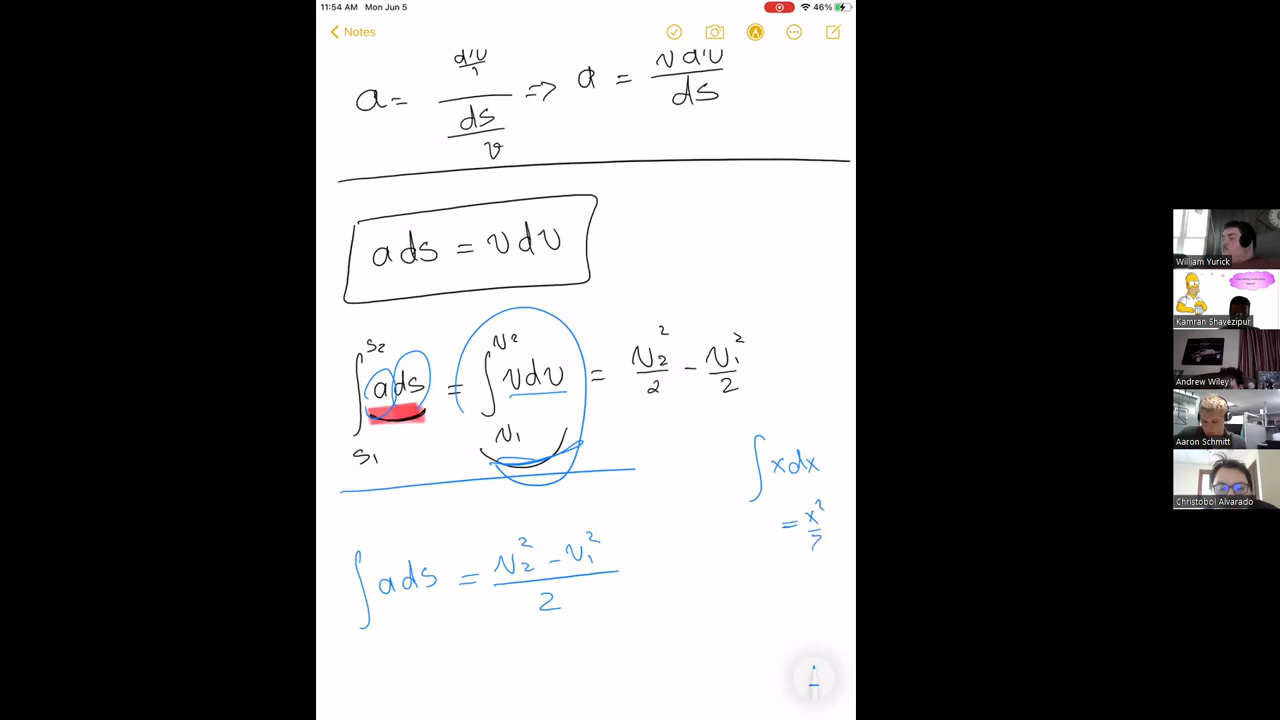 11:54 AM Mon Jun 5 46%
Notes
a = dv/1 / ds/v => a = v dv / ds
a ds = v dv
∫_{s1}^{s2} a ds = ∫_{v1}^{v2} v dv = v2²/2 - v1²/2
∫ x dx
= x²/2
∫ a ds = v2² - v1² / 2
William Yurick
Kamran Shavezipur
Andrew Wiley
Aaron Schmitt
Christobol Alvarado